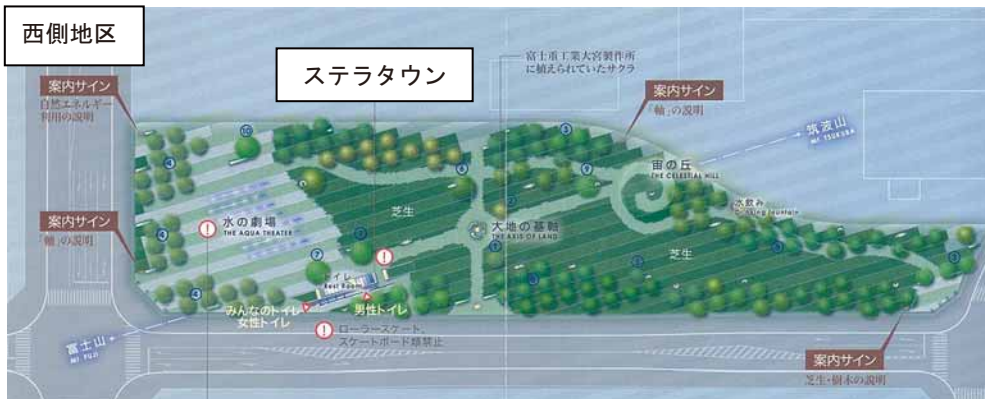 西側地区
ステラタウン
富士重工業大宮製作所
に植えられていたサクラ
案内サイン
自然エネルギー
利用の説明
案内サイン
「軸」の説明
筑波山
MT. TSUKUBA
宙の丘
THE CELESTIAL HILL
水飲み
Drinking fountain
芝生
水の劇場
THE AQUA THEATER
大地の基軸
THE AXIS OF LAND
案内サイン
「軸」の説明
芝生
トイレ
Rest Room
みんなのトイレ
女性トイレ
男性トイレ
ローラースケート、
スケートボード類禁止
富士山
MT. FUJI
案内サイン
芝生・樹木の説明